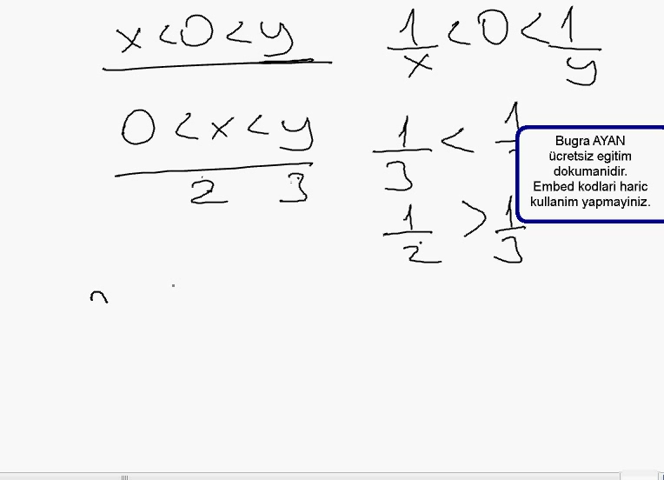 x < 0 < y
1/x < 0 < 1/y
0 < x < y
2 3
1/3 < 1
1/2 > 1/3
Bugra AYAN
ücretsiz egitim
dokumanidir.
Embed kodlari haric
kullanim yapmayiniz.